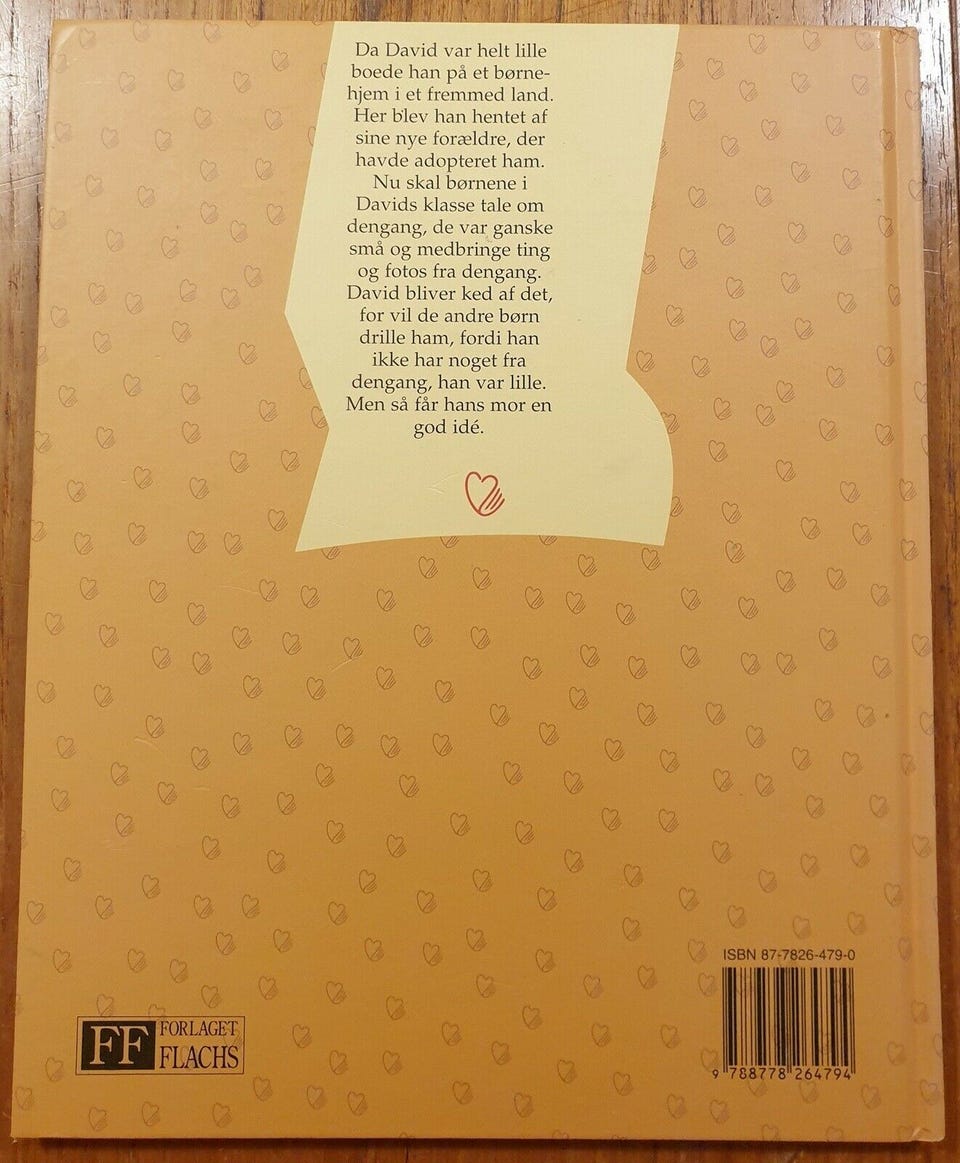 Da David var helt lille
boede han på et børne-
hjem i et fremmed land.
Her blev han hentet af
sine nye forældre, der
havde adopteret ham.
Nu skal børnene i
Davids klasse tale om
dengang, de var ganske
små og medbringe ting
og fotos fra dengang.
David bliver ked af det,
for vil de andre børn
drille ham, fordi han
ikke har noget fra
dengang, han var lille.
Men så får hans mor en
god idé.
ISBN 87-7826-479-0
9 788778 264794
FF FORLAGET
FLACHS